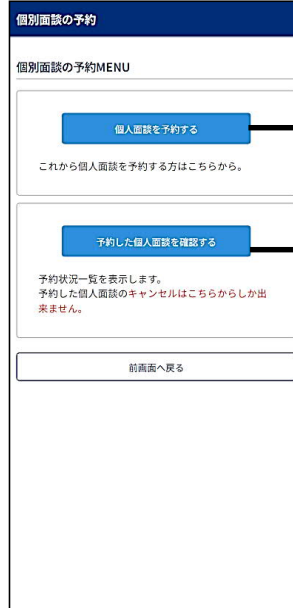 個別面談の予約
個別面談の予約MENU
個人面談を予約する
これから個人面談を予約する方はこちらから。
予約した個人面談を確認する
予約状況一覧を表示します。
予約した個人面談のキャンセルはこちらからしか出
来ません。
前画面へ戻る